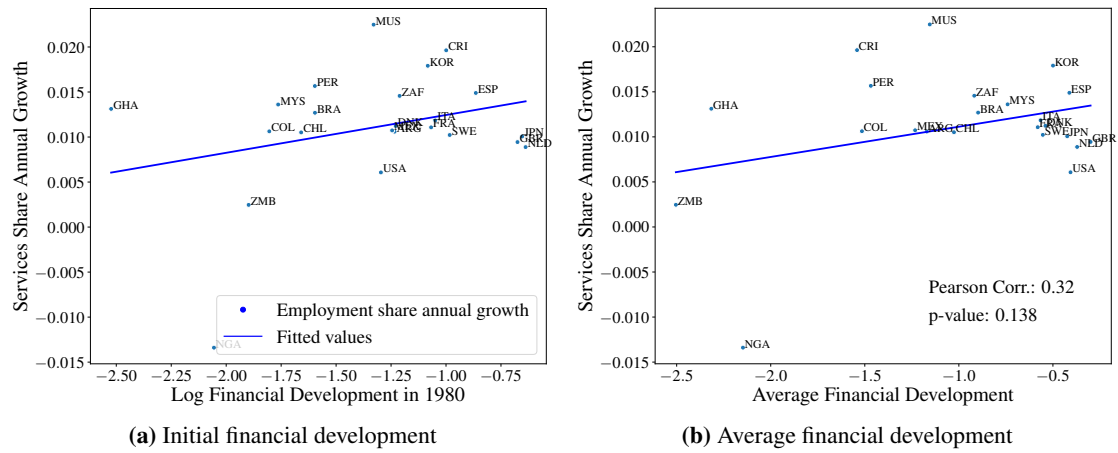 MUS
0.020
CRI
KOR
0.015
PER
ZAF
ESP
GHA
MYS
BRA
0.010
COL
CHL
DNK
ARG
ITA
FRA
SWE
JPN
GBR
NLD
0.005
USA
ZMB
0.000
−0.005
−0.010
Employment share annual growth
Fitted values
NGA
−0.015
−2.50 −2.25 −2.00 −1.75 −1.50 −1.25 −1.00 −0.75
Services Share Annual Growth
Log Financial Development in 1980
(a) Initial financial development
MUS
0.020
CRI
KOR
0.015
PER
ZAF
ESP
GHA
MYS
BRA
0.010
COL
MEX
ARG
CHL
ITA
DNK
SWE
JPN
GBR
NLD
0.005
USA
ZMB
0.000
−0.005
Pearson Corr.: 0.32
−0.010
p-value: 0.138
NGA
−0.015
−2.5 −2.0 −1.5 −1.0 −0.5
Services Share Annual Growth
Average Financial Development
(b) Average financial development